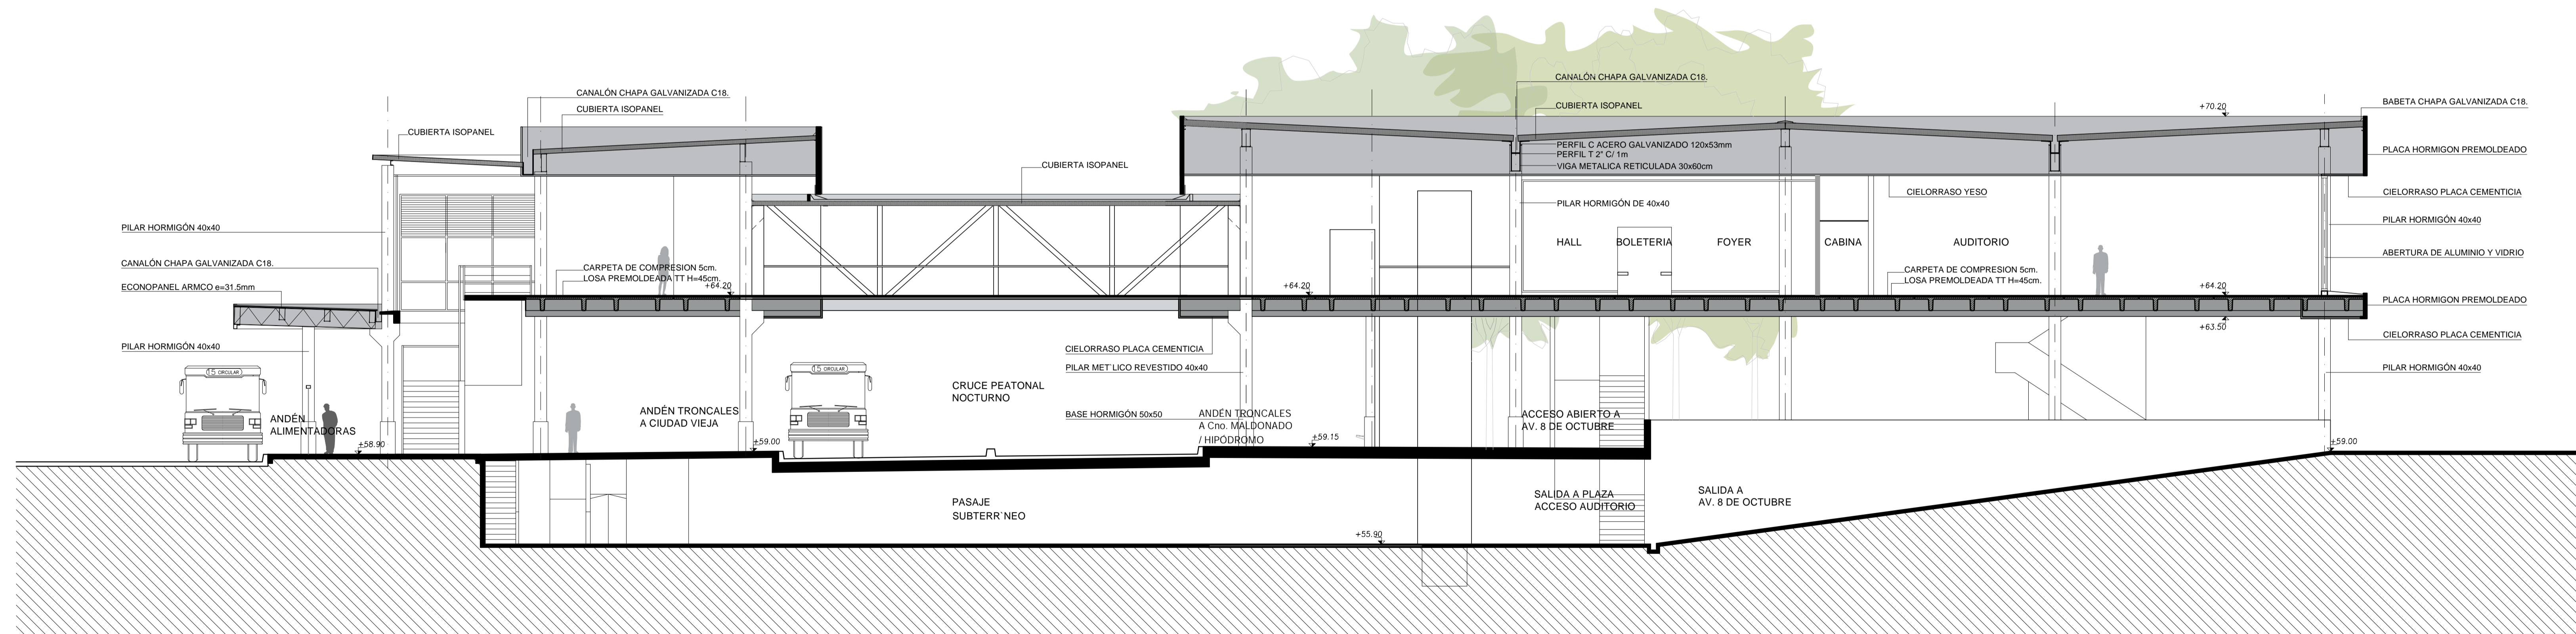 CANALÓN CHAPA GALVANIZADA C18.
CANALÓN CHAPA GALVANIZADA C18.
CUBIERTA ISOPANEL
CUBIERTA ISOPANEL
+70.20
BABETA CHAPA GALVANIZADA C18.
CUBIERTA ISOPANEL
CUBIERTA ISOPANEL
PERFIL C ACERO GALVANIZADO 120x53mm
PERFIL T 2" C/ 1m
VIGA METALICA RETICULADA 30x60cm
PLACA HORMIGON PREMOLDEADO
CIELORRASO YESO
CIELORRASO PLACA CEMENTICIA
PILAR HORMIGÓN DE 40x40
PILAR HORMIGÓN 40x40
PILAR HORMIGÓN 40x40
HALL
BOLETERIA
FOYER
CABINA
AUDITORIO
ABERTURA DE ALUMINIO Y VIDRIO
CANALÓN CHAPA GALVANIZADA C18.
CARPETA DE COMPRESION 5cm.
LOSA PREMOLDEADA TT H=45cm.
CARPETA DE COMPRESION 5cm.
LOSA PREMOLDEADA TT H=45cm.
ECONOPANEL ARMCO e=31.5mm
+64.20
+64.20
+64.20
PLACA HORMIGON PREMOLDEADO
+63.50
CIELORRASO PLACA CEMENTICIA
PILAR HORMIGÓN 40x40
CIELORRASO PLACA CEMENTICIA
PILAR MET`LICO REVESTIDO 40x40
PILAR HORMIGÓN 40x40
15 CIRCULAR
15 CIRCULAR
CRUCE PEATONAL
NOCTURNO
ANDÉN
ALIMENTADORAS
ANDÉN TRONCALES
A CIUDAD VIEJA
BASE HORMIGÓN 50x50
ANDÉN TRONCALES
A Cno. MALDONADO
/ HIPÓDROMO
ACCESO ABIERTO A
AV. 8 DE OCTUBRE
+58.90
+59.00
+59.15
+59.00
PASAJE
SUBTERR`NEO
SALIDA A PLAZA
ACCESO AUDITORIO
SALIDA A
AV. 8 DE OCTUBRE
+55.90